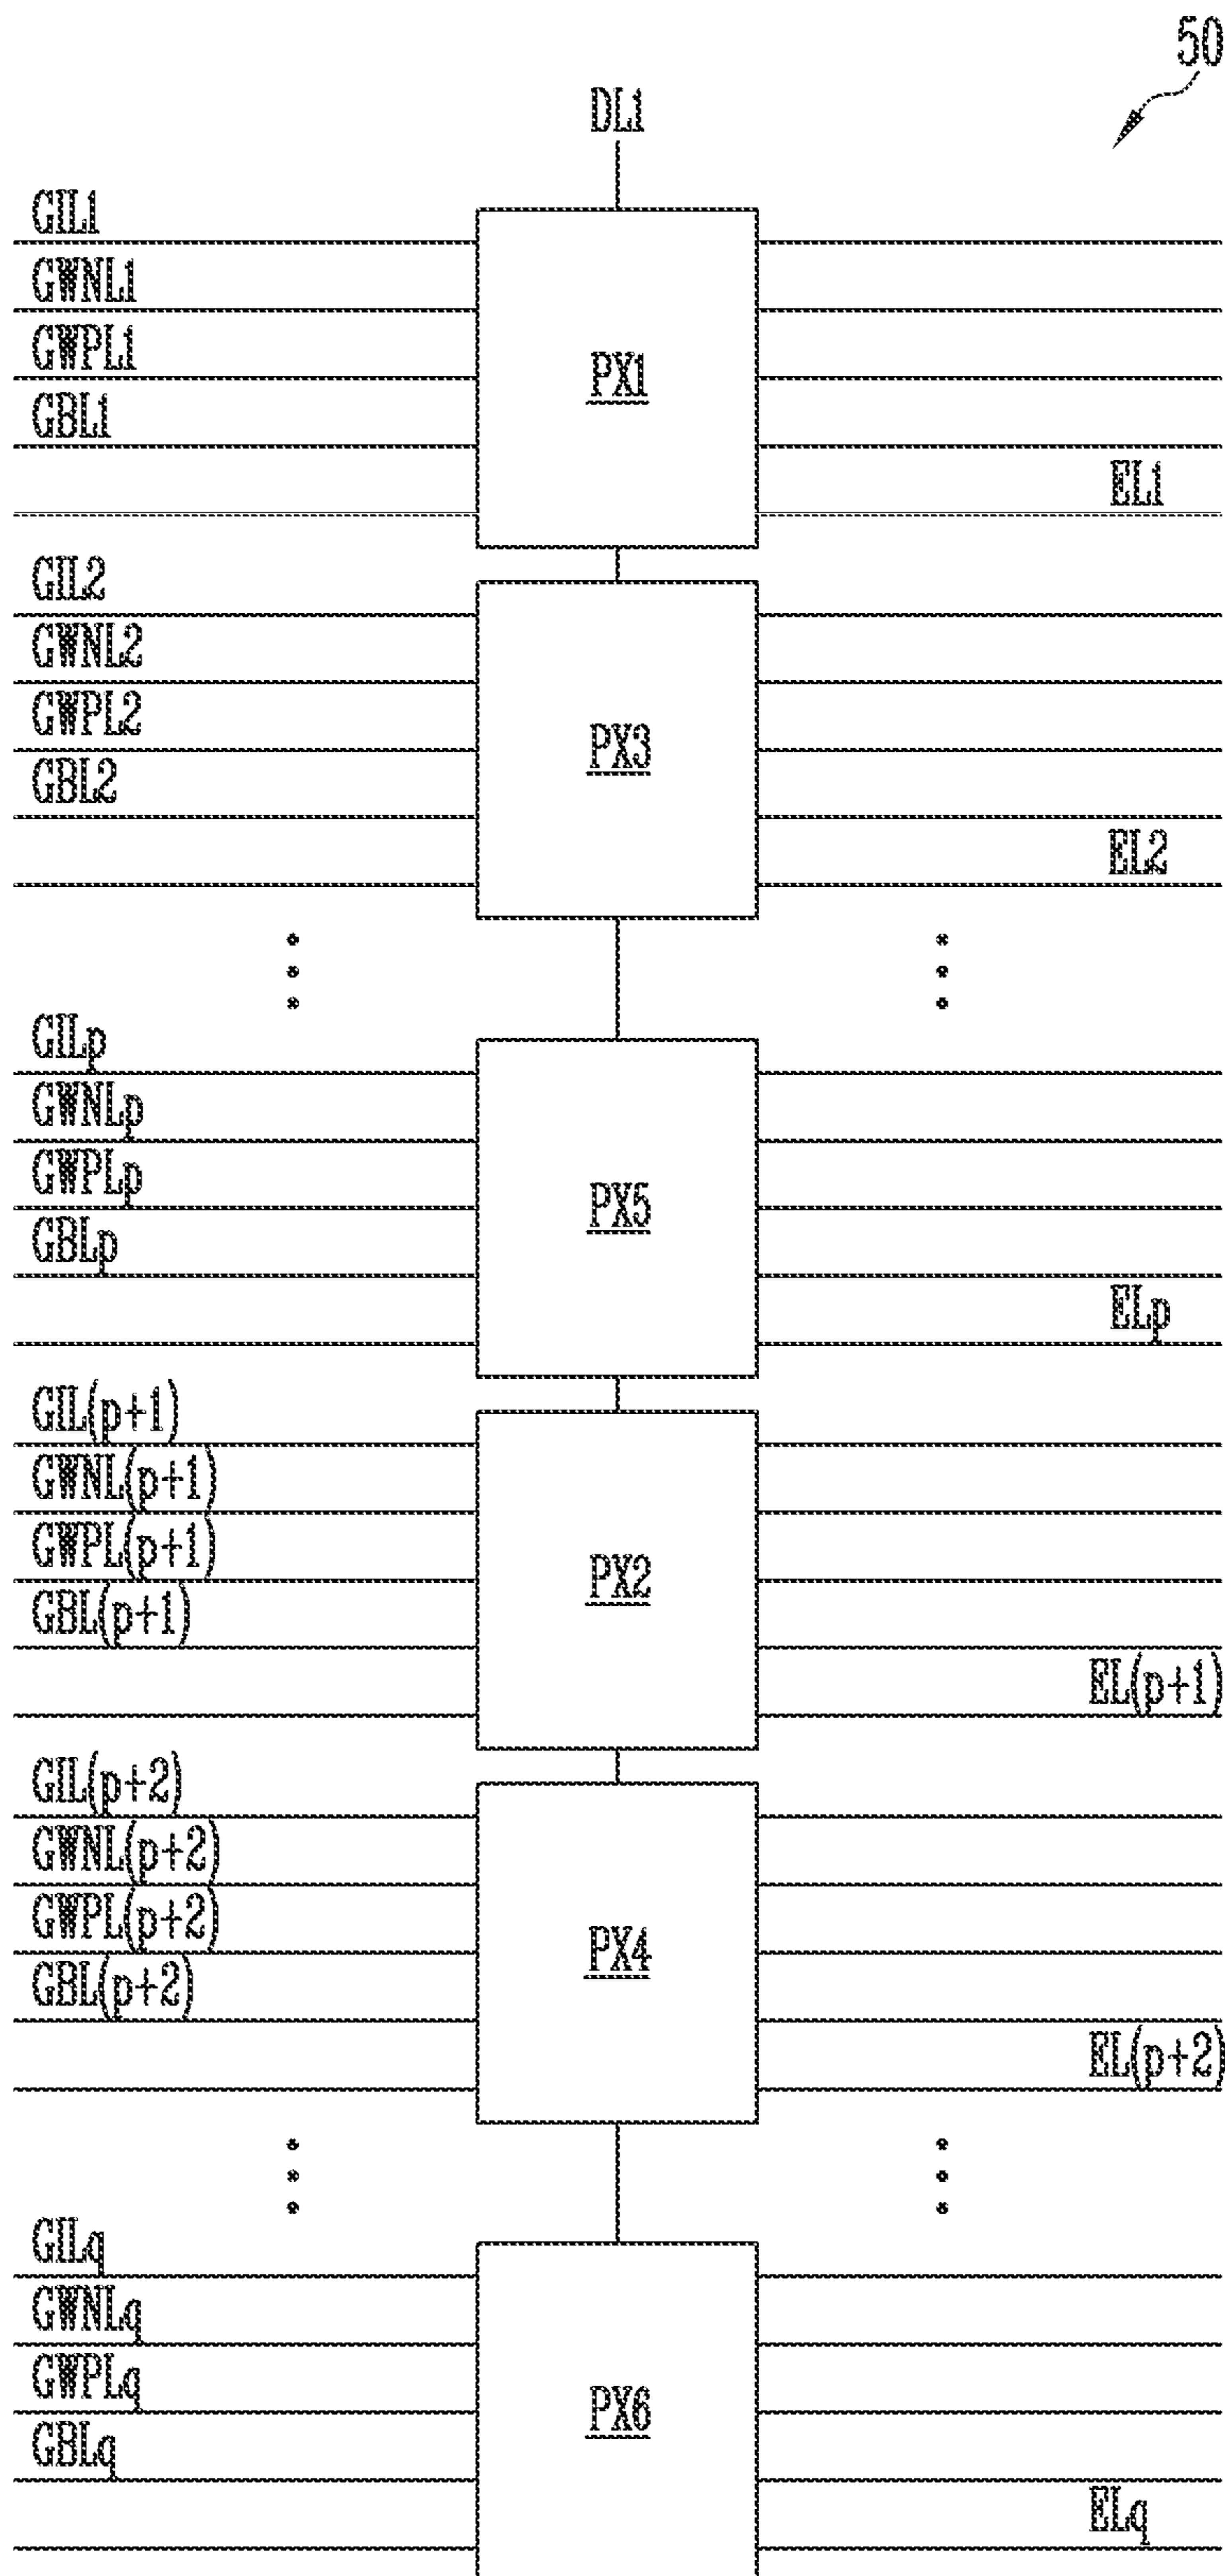 50
DL1
GIL1
GWNL1
GWPL1
PX1
GBL1
EL1
GIL2
GWNL2
GWPL2
PX3
GBL2
EL2
GILp
GWNLp
GWPLp
PX5
GBLp
ELp
GIL(p+1)
GWNL(p+1)
GWPL(p+1)
PX2
GBL(p+1)
EL(p+1)
GIL(p+2)
GWNL(p+2)
GWPL(p+2)
PX4
GBL(p+2)
EL(p+2)
GILq
GWNLq
GWPLq
PX6
GBLq
ELq